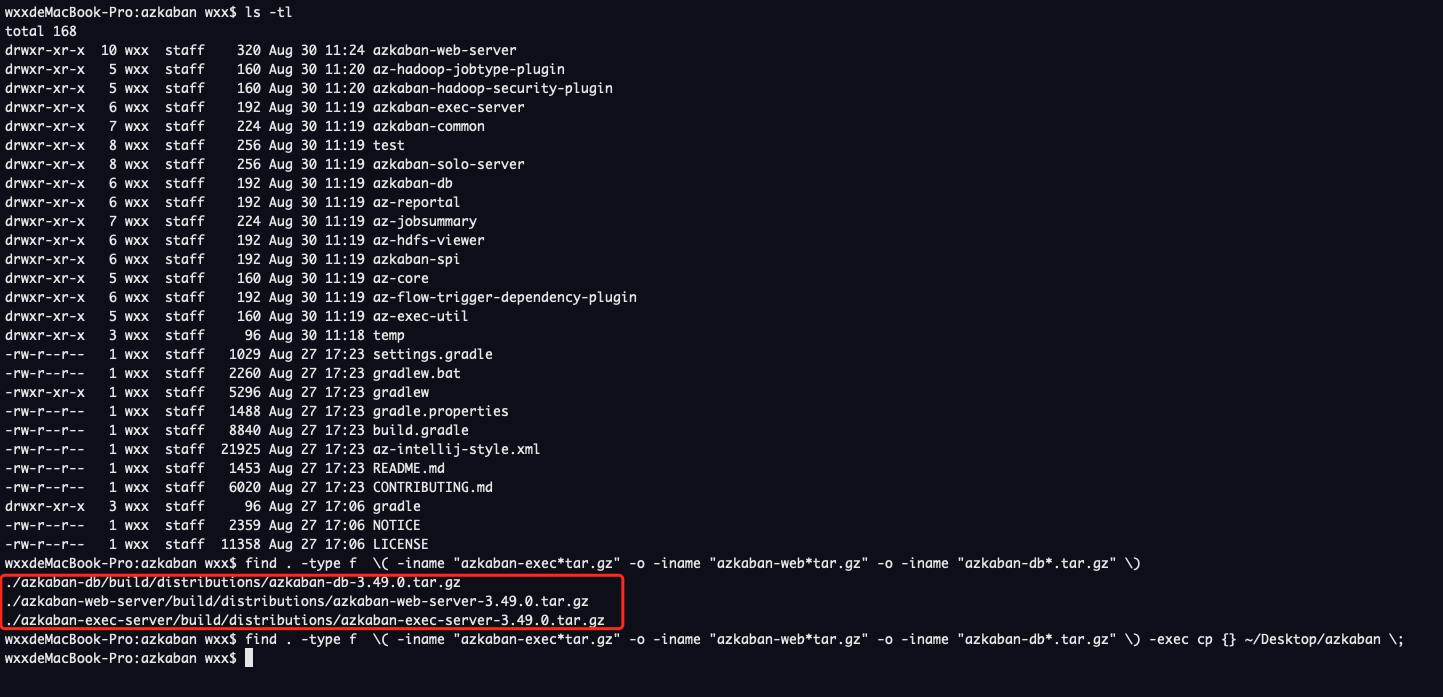 wxxdeMacBook-Pro:azkaban wxx$ ls -tl
total 168
drwxr-xr-x  10 wxx  staff    320 Aug 30 11:24 azkaban-web-server
drwxr-xr-x   5 wxx  staff    160 Aug 30 11:20 az-hadoop-jobtype-plugin
drwxr-xr-x   5 wxx  staff    160 Aug 30 11:20 azkaban-hadoop-security-plugin
drwxr-xr-x   6 wxx  staff    192 Aug 30 11:19 azkaban-exec-server
drwxr-xr-x   7 wxx  staff    224 Aug 30 11:19 azkaban-common
drwxr-xr-x   8 wxx  staff    256 Aug 30 11:19 test
drwxr-xr-x   8 wxx  staff    256 Aug 30 11:19 azkaban-solo-server
drwxr-xr-x   6 wxx  staff    192 Aug 30 11:19 azkaban-db
drwxr-xr-x   6 wxx  staff    192 Aug 30 11:19 az-reportal
drwxr-xr-x   7 wxx  staff    224 Aug 30 11:19 az-jobsummary
drwxr-xr-x   6 wxx  staff    192 Aug 30 11:19 az-hdfs-viewer
drwxr-xr-x   6 wxx  staff    192 Aug 30 11:19 azkaban-spi
drwxr-xr-x   5 wxx  staff    160 Aug 30 11:19 az-core
drwxr-xr-x   6 wxx  staff    192 Aug 30 11:19 az-flow-trigger-dependency-plugin
drwxr-xr-x   5 wxx  staff    160 Aug 30 11:19 az-exec-util
drwxr-xr-x   3 wxx  staff     96 Aug 30 11:18 temp
-rw-r--r--   1 wxx  staff   1029 Aug 27 17:23 settings.gradle
-rw-r--r--   1 wxx  staff   2260 Aug 27 17:23 gradlew.bat
-rwxr-xr-x   1 wxx  staff   5296 Aug 27 17:23 gradlew
-rw-r--r--   1 wxx  staff   1488 Aug 27 17:23 gradle.properties
-rw-r--r--   1 wxx  staff   8840 Aug 27 17:23 build.gradle
-rw-r--r--   1 wxx  staff  21925 Aug 27 17:23 az-intellij-style.xml
-rw-r--r--   1 wxx  staff   1453 Aug 27 17:23 README.md
-rw-r--r--   1 wxx  staff   6020 Aug 27 17:23 CONTRIBUTING.md
drwxr-xr-x   3 wxx  staff     96 Aug 27 17:06 gradle
-rw-r--r--   1 wxx  staff   2359 Aug 27 17:06 NOTICE
-rw-r--r--   1 wxx  staff  11358 Aug 27 17:06 LICENSE
wxxdeMacBook-Pro:azkaban wxx$ find . -type f  \( -iname "azkaban-exec*tar.gz" -o -iname "azkaban-web*tar.gz" -o -iname "azkaban-db*.tar.gz" \)
./azkaban-db/build/distributions/azkaban-db-3.49.0.tar.gz
./azkaban-web-server/build/distributions/azkaban-web-server-3.49.0.tar.gz
./azkaban-exec-server/build/distributions/azkaban-exec-server-3.49.0.tar.gz
wxxdeMacBook-Pro:azkaban wxx$ find . -type f  \( -iname "azkaban-exec*tar.gz" -o -iname "azkaban-web*tar.gz" -o -iname "azkaban-db*.tar.gz" \) -exec cp {} ~/Desktop/azkaban \;
wxxdeMacBook-Pro:azkaban wxx$